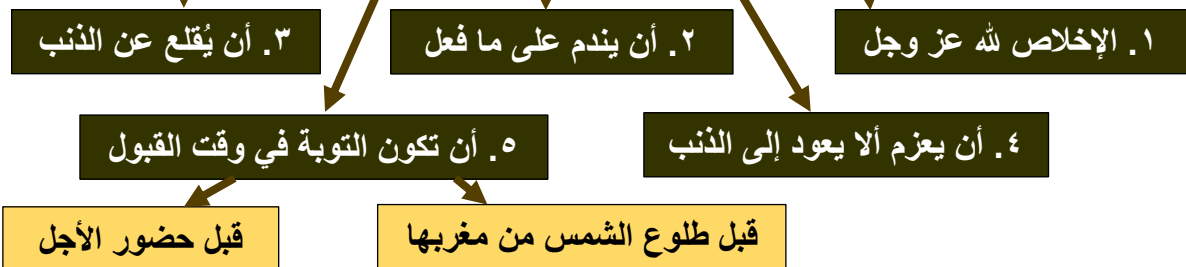 ١. الإخلاص لله عز وجل
٢. أن يندم على ما فعل
٣. أن يُقلع عن الذنب
٤. أن يعزم ألا يعود إلى الذنب
٥. أن تكون التوبة في وقت القبول
قبل طلوع الشمس من مغربها
قبل حضور الأجل